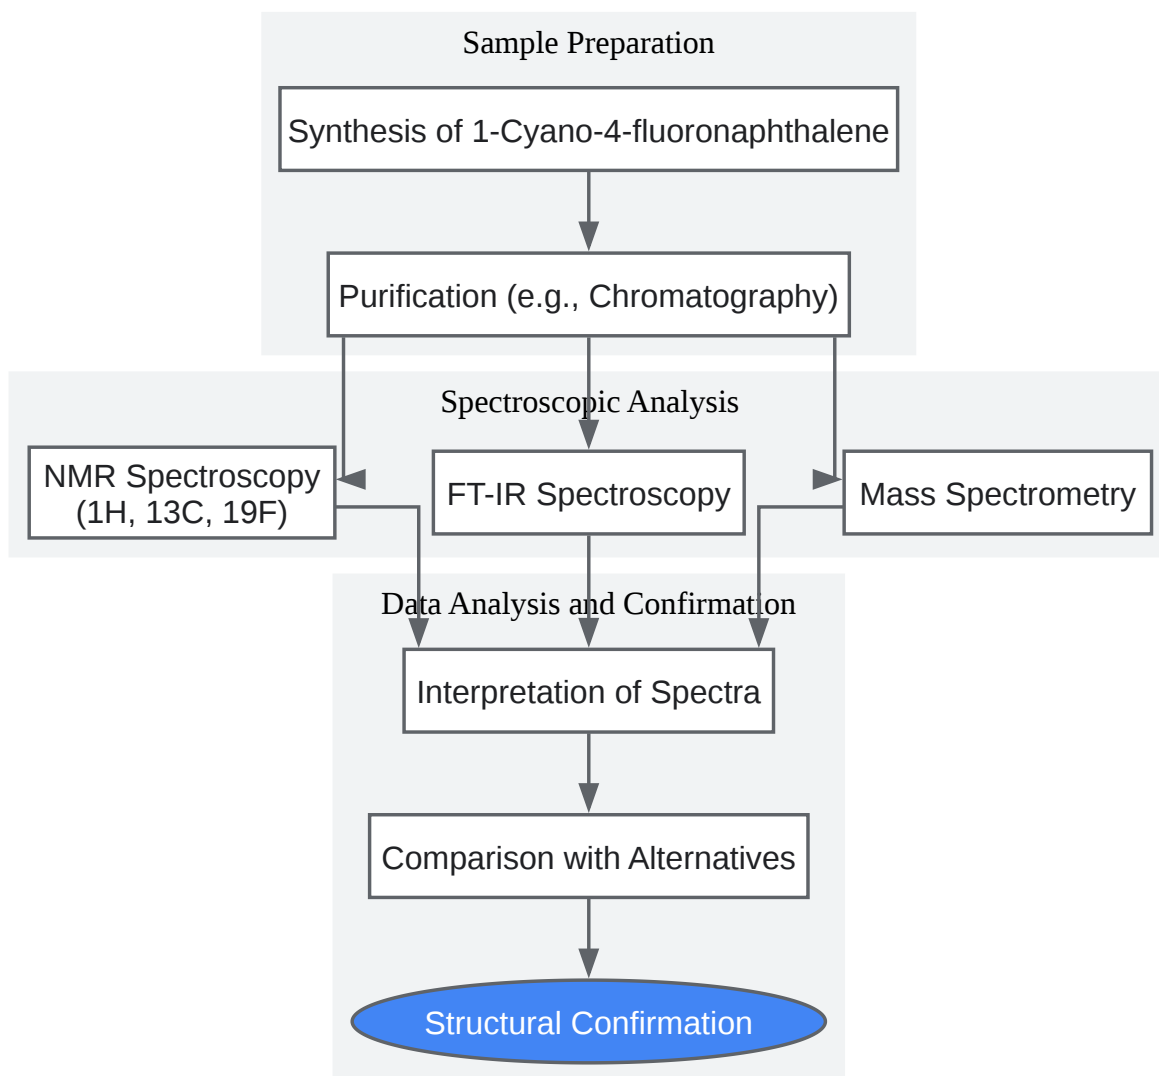 Sample Preparation
Synthesis of 1-Cyano-4-fluoronaphthalene
Purification (e.g., Chromatography)
Spectroscopic Analysis
NMR Spectroscopy
(1H, 13C, 19F)
FT-IR Spectroscopy
Mass Spectrometry
Data Analysis and Confirmation
Interpretation of Spectra
Comparison with Alternatives
Structural Confirmation